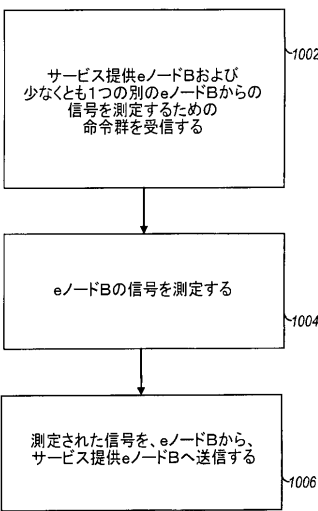 サービス提供eノードBおよび
少なくとも1つの別のeノードBからの
信号を測定するための
命令群を受信する
1002
eノードBの信号を測定する
1004
測定された信号を、eノードBから、
サービス提供eノードBへ送信する
1006